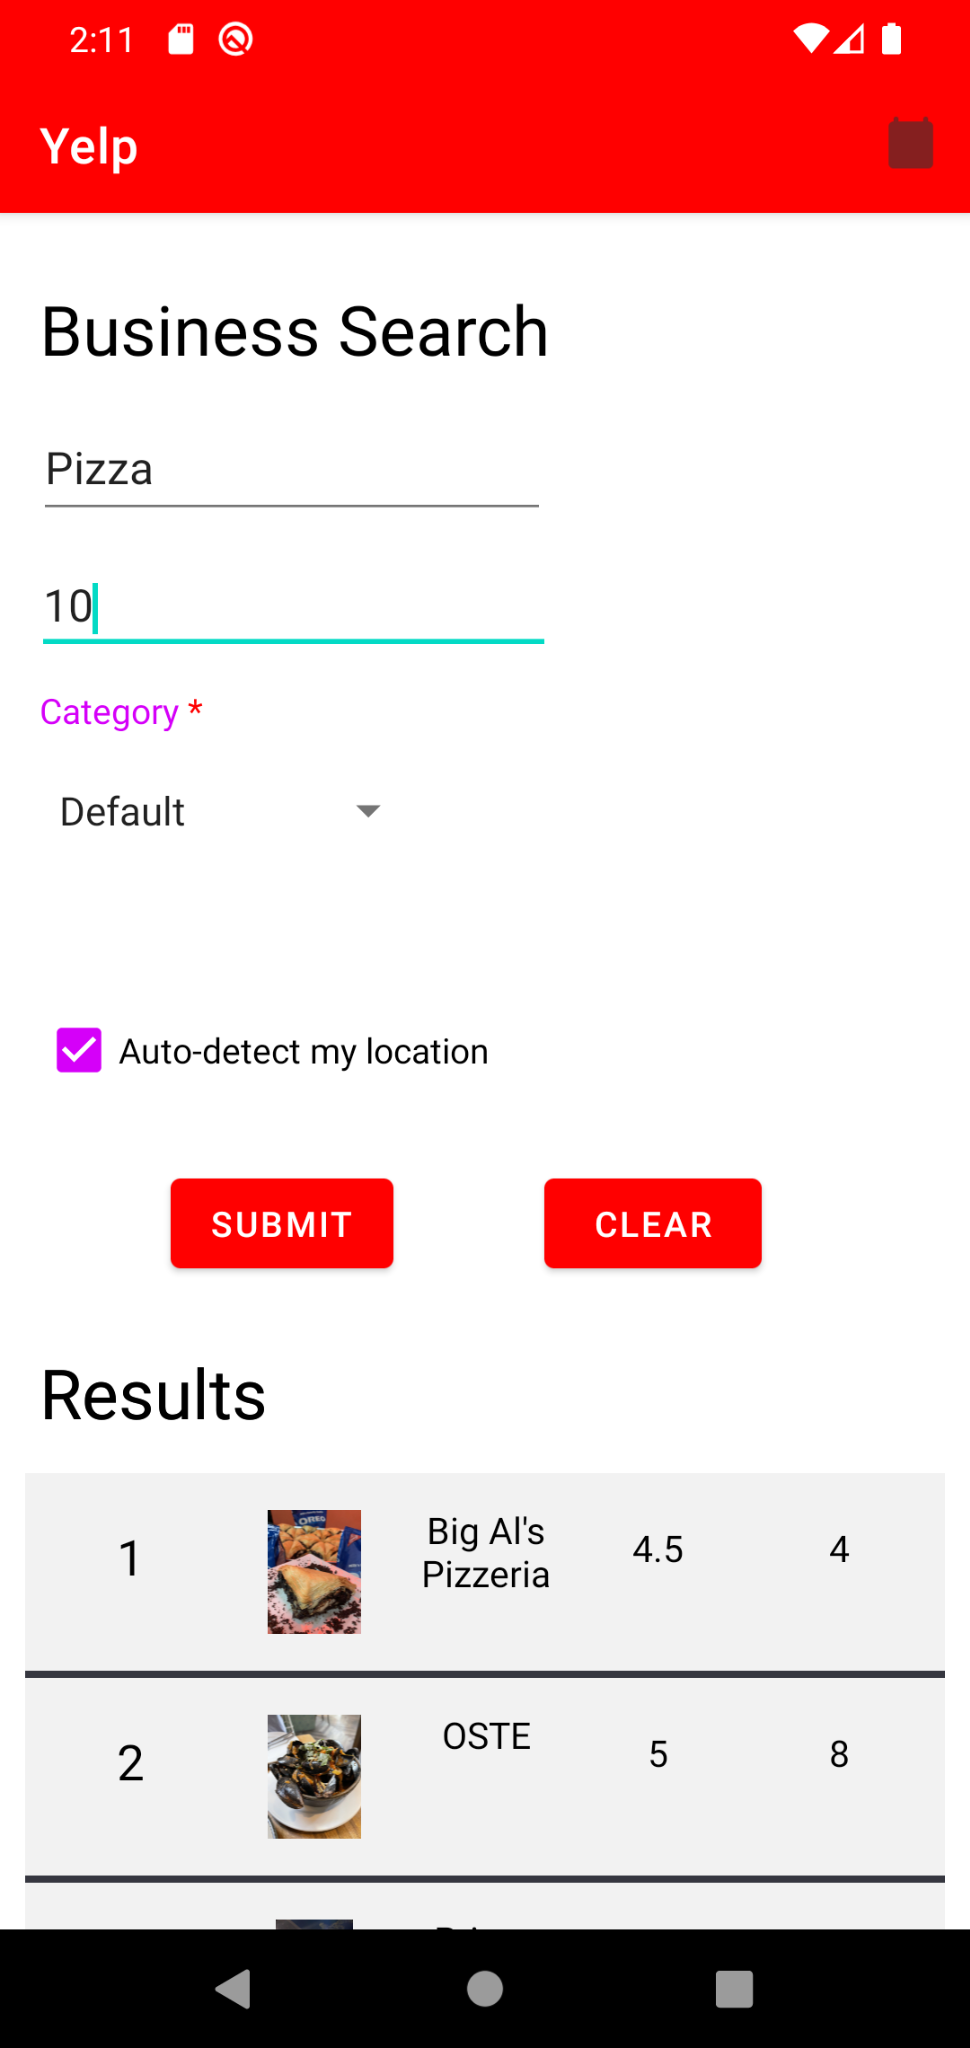 2:11
Yelp
Business Search
Pizza
10
Category *
Default
Auto-detect my location
SUBMIT
CLEAR
Results
1
OREO
Big Al's
Pizzeria
4.5
4
2
OSTE
5
8